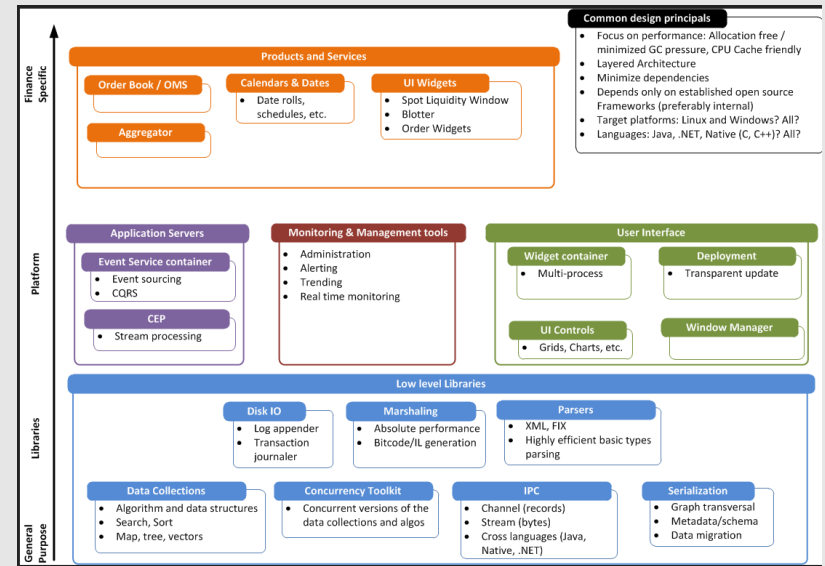 Common design principals
• Focus on performance: Allocation free /
minimized GC pressure, CPU Cache friendly
• Layered Architecture
• Minimize dependencies
• Depends only on established open source
Frameworks (preferably internal)
• Target platforms: Linux and Windows? All?
• Languages: Java, .NET, Native (C, C++)? All?
Finance
Specific
Products and Services
Order Book / OMS
Aggregator
Calendars & Dates
• Date rolls,
schedules, etc.
UI Widgets
• Spot Liquidity Window
• Blotter
• Order Widgets
Platform
Application Servers
Event Service container
• Event sourcing
• CQRS
CEP
• Stream processing
Monitoring & Management tools
• Administration
• Alerting
• Trending
• Real time monitoring
User Interface
Widget container
• Multi-process
Deployment
• Transparent update
UI Controls
• Grids, Charts, etc.
Window Manager
Libraries
Low level Libraries
Disk IO
• Log appender
• Transaction
journaler
Marshaling
• Absolute performance
• Bitcode/IL generation
Parsers
• XML, FIX
• Highly efficient basic types
parsing
General
Purpose
Data Collections
• Algorithm and data structures
• Search, Sort
• Map, tree, vectors
Concurrency Toolkit
• Concurrent versions of the
data collections and algos
IPC
• Channel (records)
• Stream (bytes)
• Cross languages (Java,
Native, .NET)
Serialization
• Graph transversal
• Metadata/schema
• Data migration